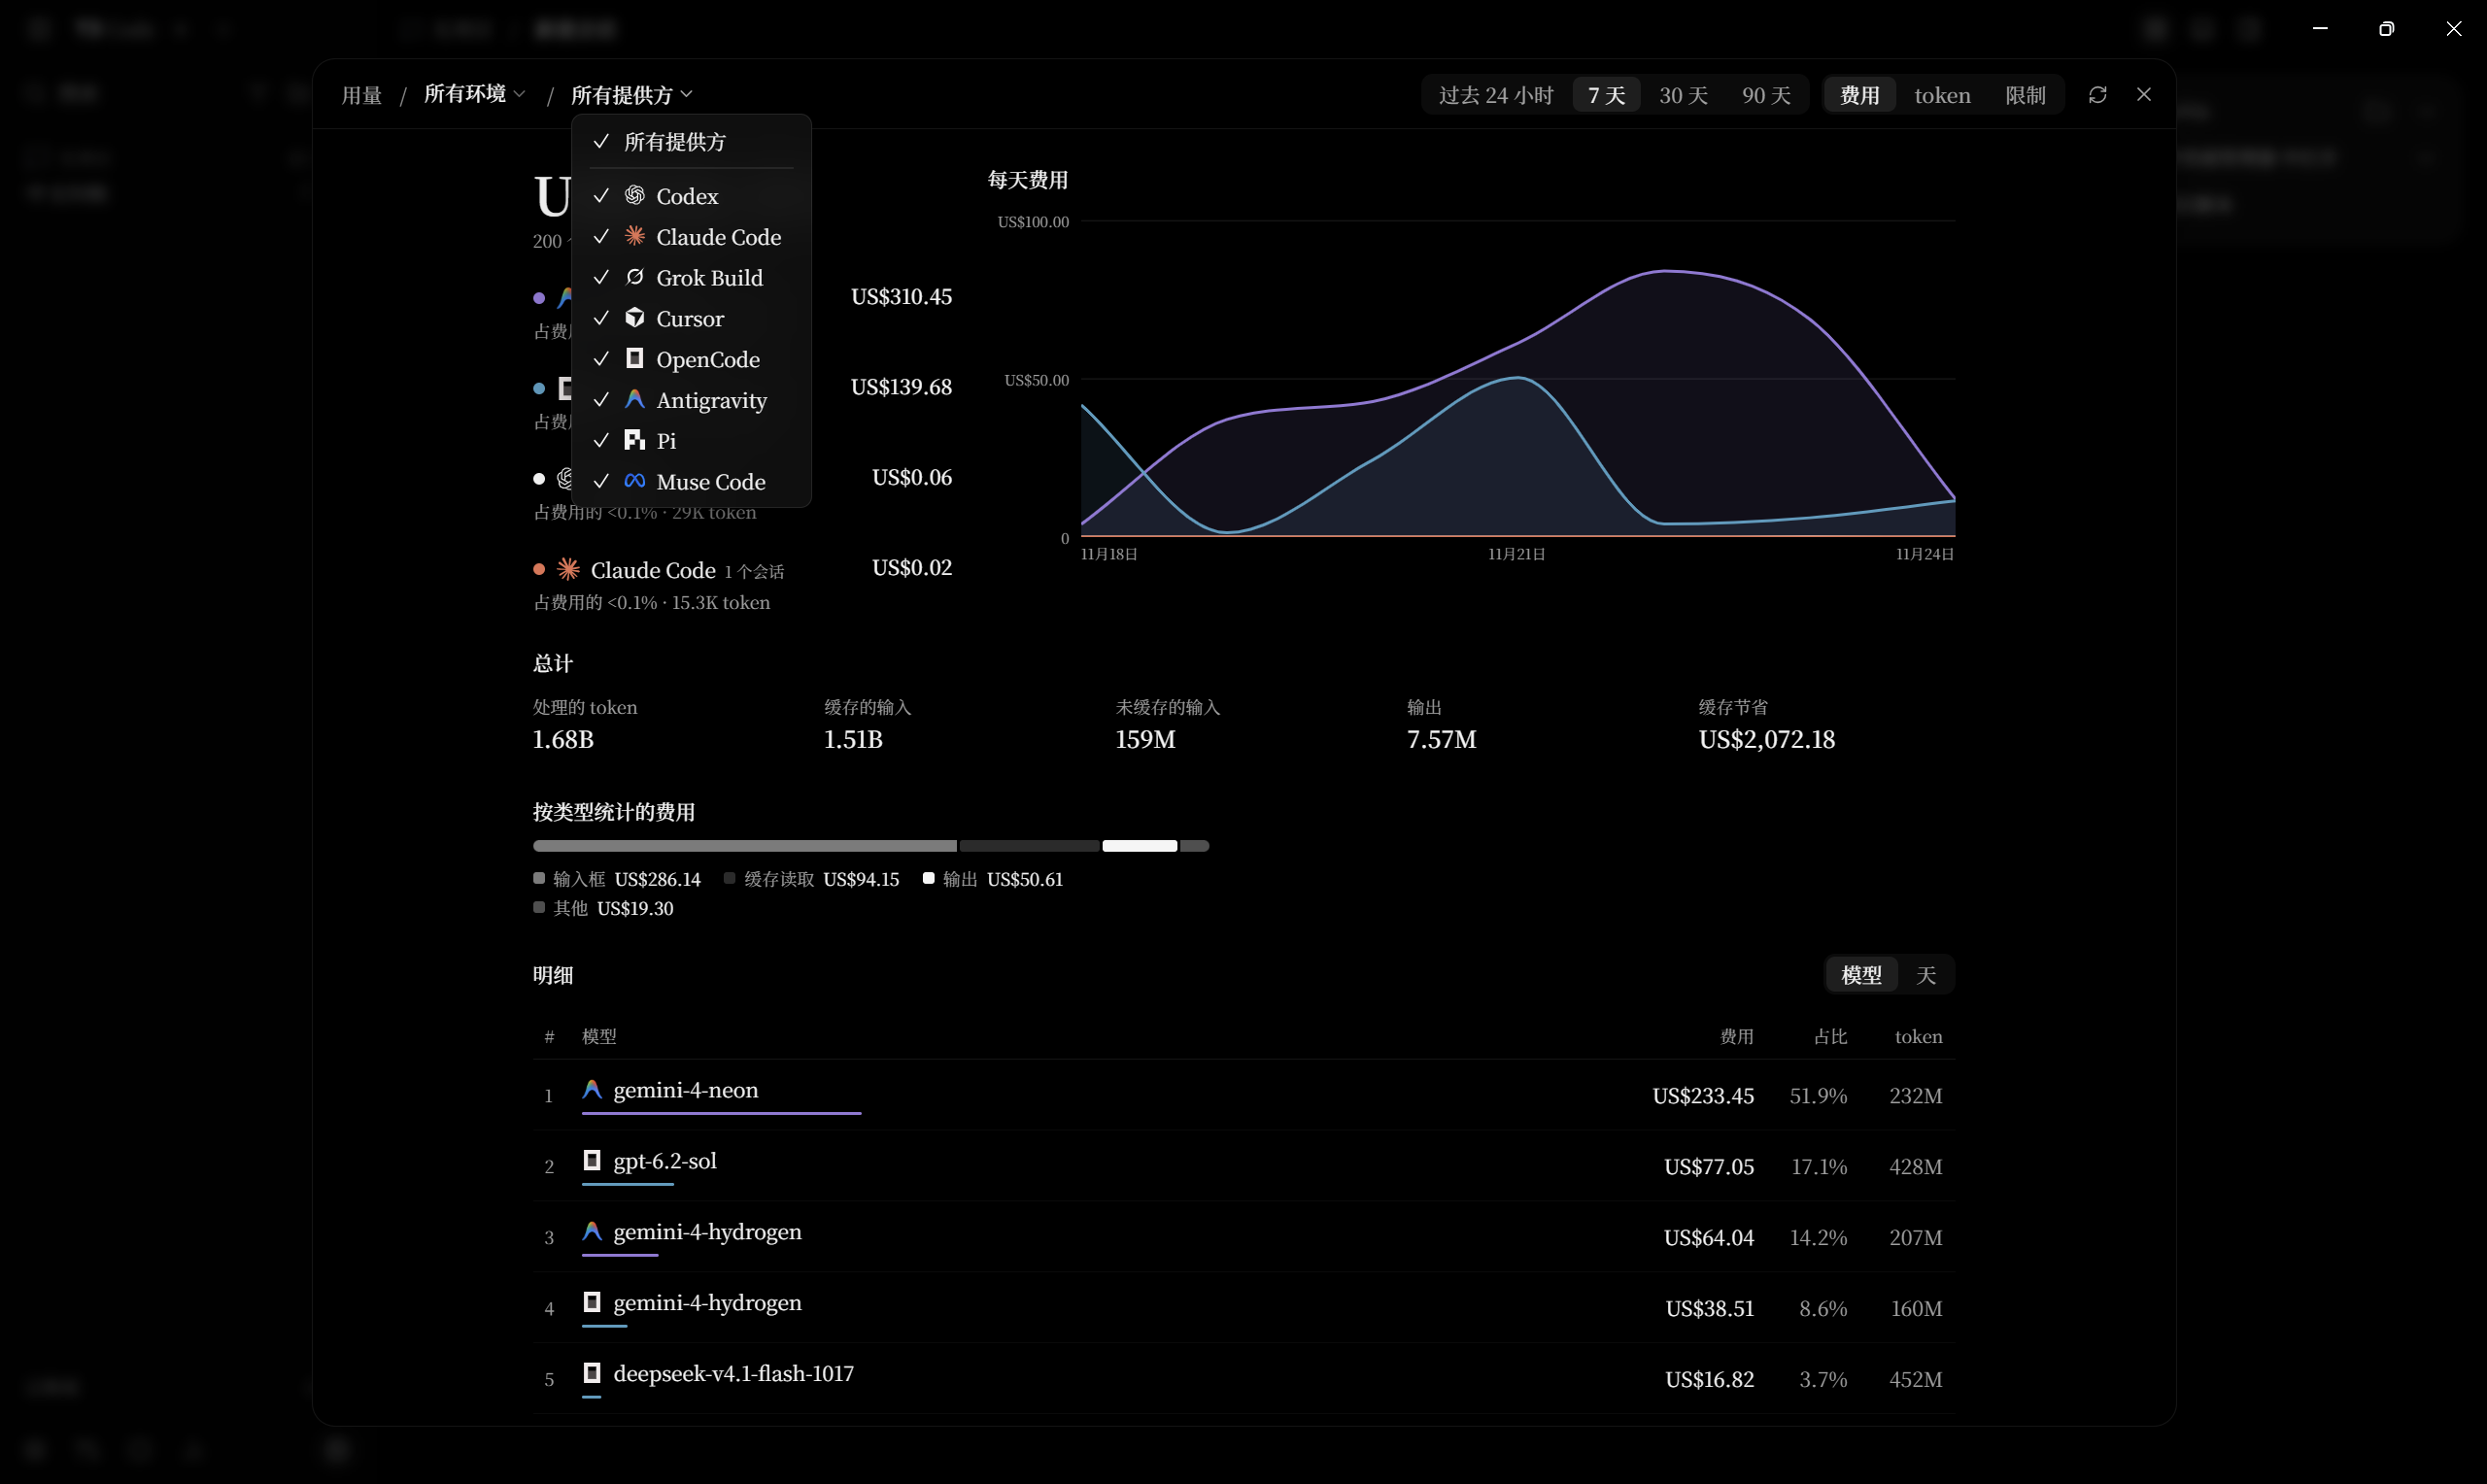 用量 / 所有环境 / 所有提供方
过去 24 小时 7 天 30 天 90 天 费用 token 限制
所有提供方
Codex
Claude Code
Grok Build
Cursor
OpenCode
Antigravity
Pi
Muse Code
U
200
US$310.45
占费
US$139.68
占费
US$0.06
占费用的 <0.1% · 29K token
Claude Code 1 个会话 US$0.02
占费用的 <0.1% · 15.3K token
每天费用
US$100.00
US$50.00
0
11月18日 11月21日 11月24日
总计
处理的 token 缓存的输入 未缓存的输入 输出 缓存节省
1.68B 1.51B 159M 7.57M US$2,072.18
按类型统计的费用
输入框 US$286.14 缓存读取 US$94.15 输出 US$50.61
其他 US$19.30
明细 模型 天
# 模型 费用 占比 token
1 gemini-4-neon US$233.45 51.9% 232M
2 gpt-6.2-sol US$77.05 17.1% 428M
3 gemini-4-hydrogen US$64.04 14.2% 207M
4 gemini-4-hydrogen US$38.51 8.6% 160M
5 deepseek-v4.1-flash-1017 US$16.82 3.7% 452M